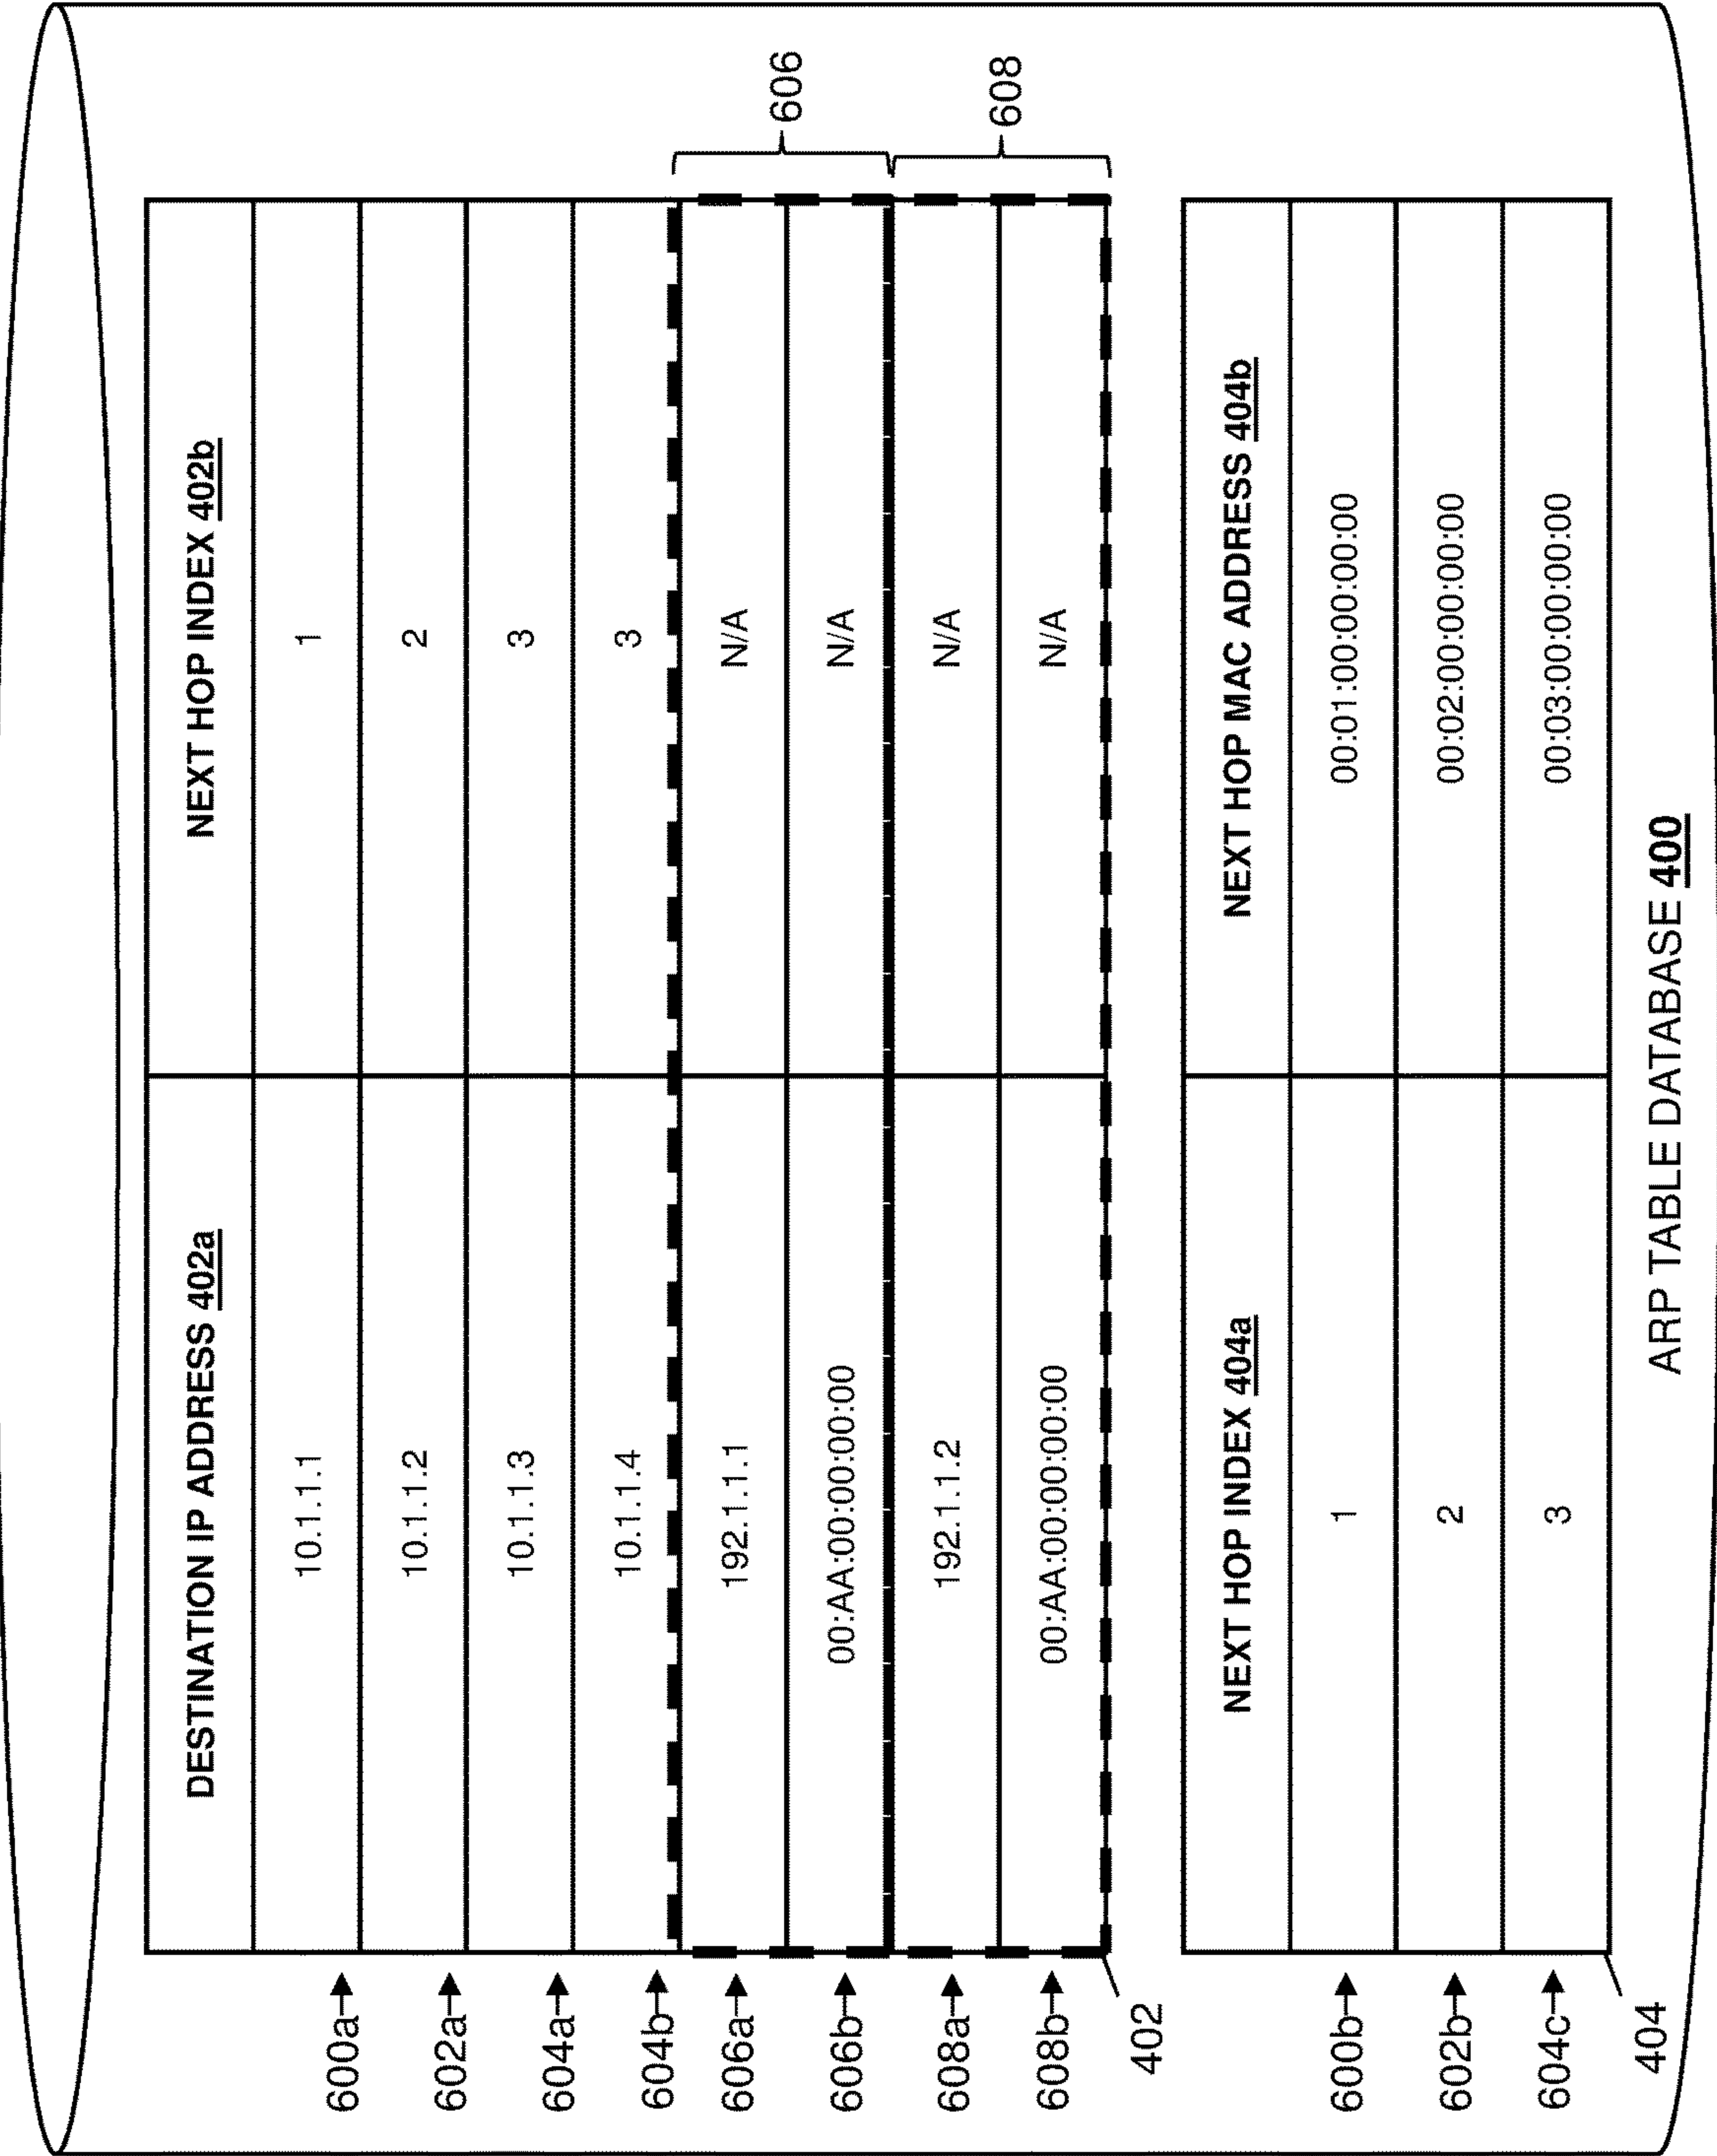 DESTINATION IP ADDRESS 402a NEXT HOP INDEX 402b
600a 10.1.1.1 1
602a 10.1.1.2 2
604a 10.1.1.3 3
604b 10.1.1.4 3
606a 192.1.1.1 N/A
606
606b 00:AA:00:00:00:00 N/A
608a 192.1.1.2 N/A
608
608b 00:AA:00:00:00:00 N/A
402
NEXT HOP INDEX 404a NEXT HOP MAC ADDRESS 404b
600b 1 00:01:00:00:00:00
602b 2 00:02:00:00:00:00
604c 3 00:03:00:00:00:00
404
ARP TABLE DATABASE 400